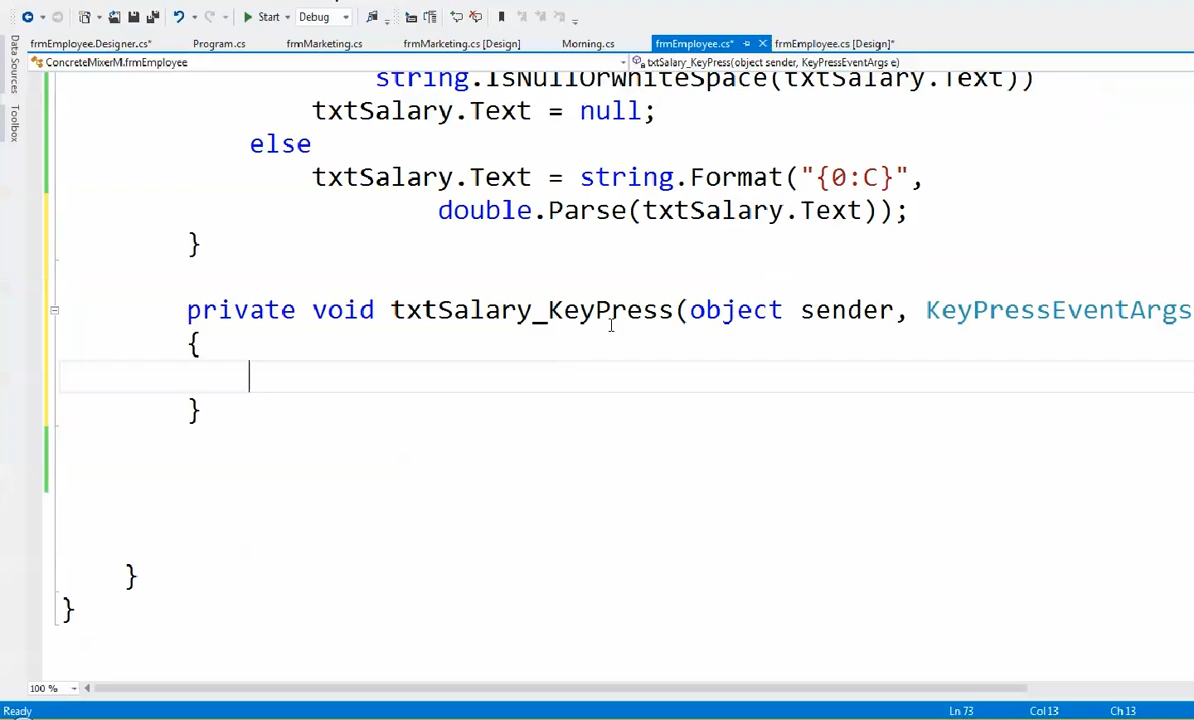 Start
Debug
frmEmployee.Designer.cs*
Program.cs
frmMarketing.cs
frmMarketing.cs [Design]
Morning.cs
frmEmployee.cs*
frmEmployee.cs [Design]*
ConcreteMixerM.frmEmployee
txtSalary_KeyPress(object sender, KeyPressEventArgs e)
Data Sources
Toolbox
string.IsNullOrWhiteSpace(txtSalary.Text))
txtSalary.Text = null;
else
txtSalary.Text = string.Format("{0:C}",
double.Parse(txtSalary.Text));
}
private void txtSalary_KeyPress(object sender, KeyPressEventArgs
{
}
}
}
100 %
Ready
Ln 73
Col 13
Ch 13